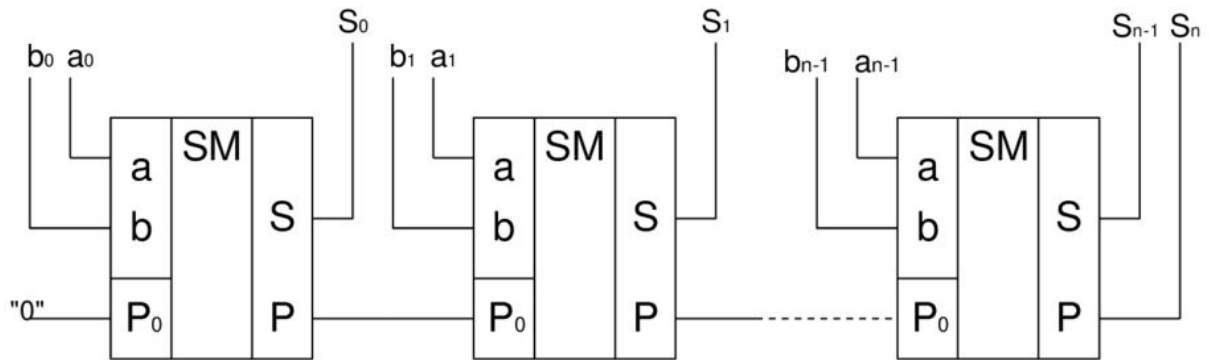 S0 S1 Sn-1 Sn
b0 a0 b1 a1 bn-1 an-1
SM SM SM
a a a
b S b S b S
"0" P0 P P0 P P0 P